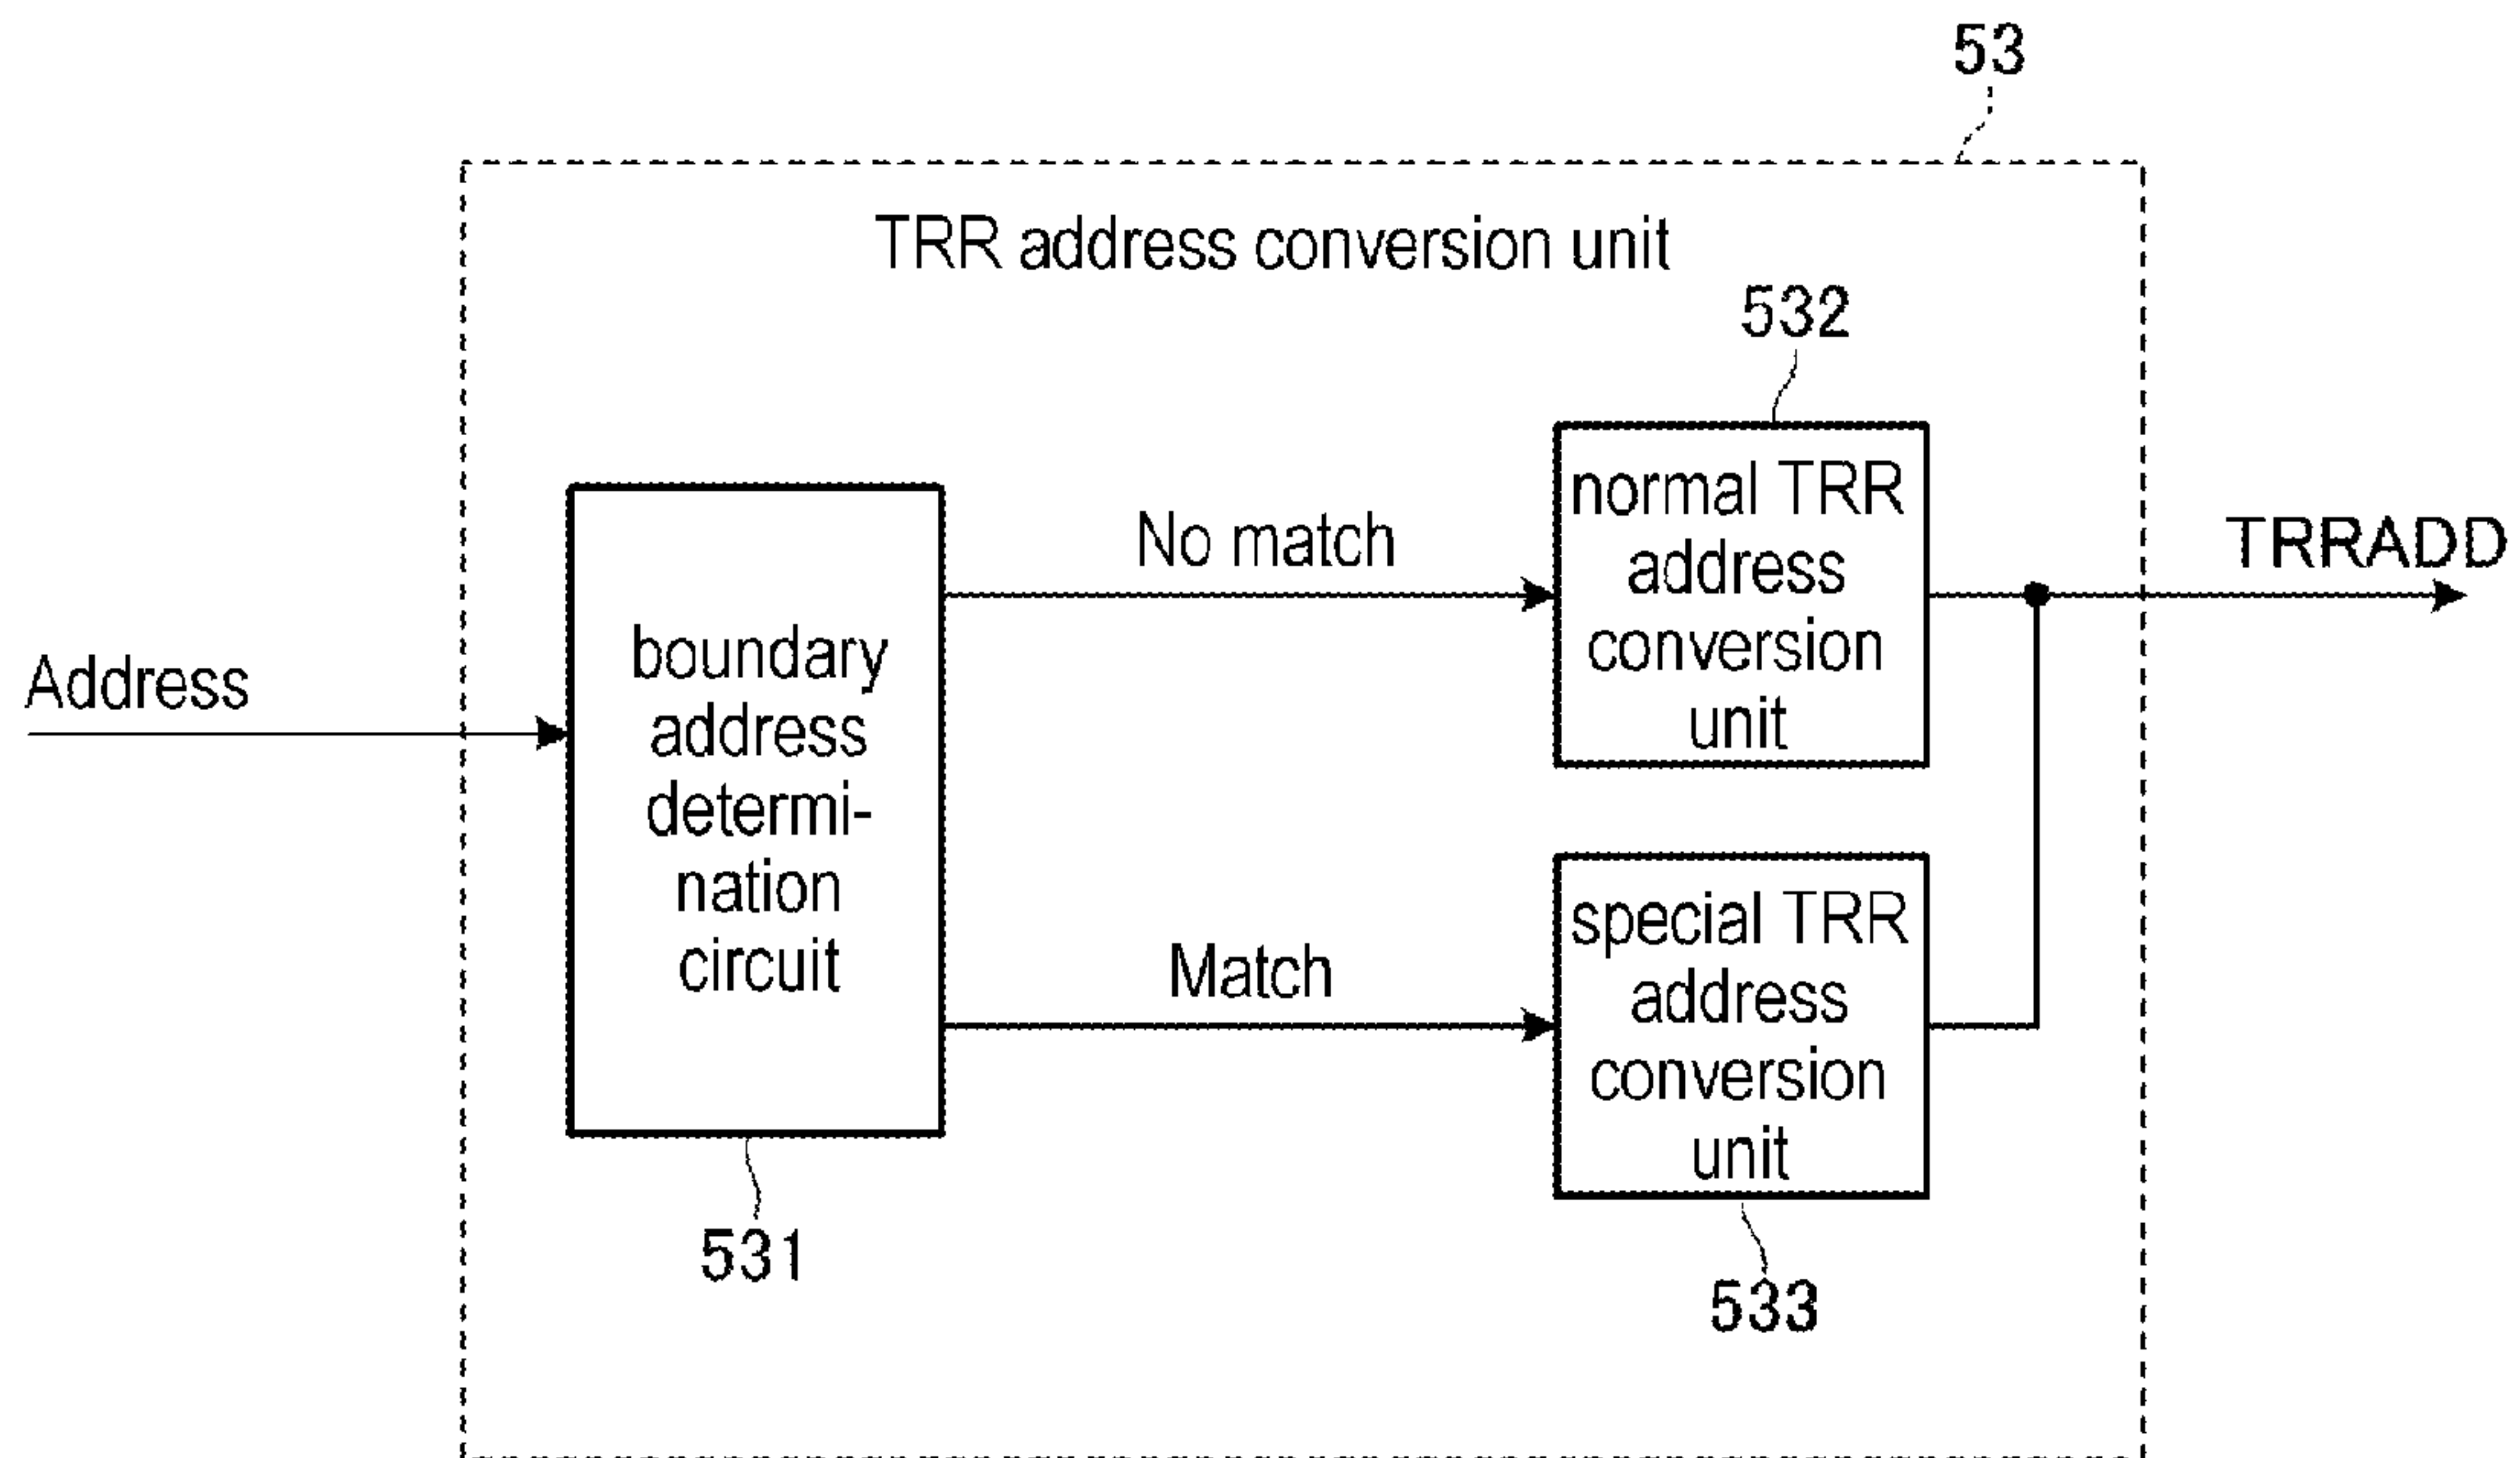 53
TRR address conversion unit
532
normal TRR
address
conversion
unit
No match
TRRADD
Address
boundary
address
determi-
nation
circuit
Match
special TRR
address
conversion
unit
531
533